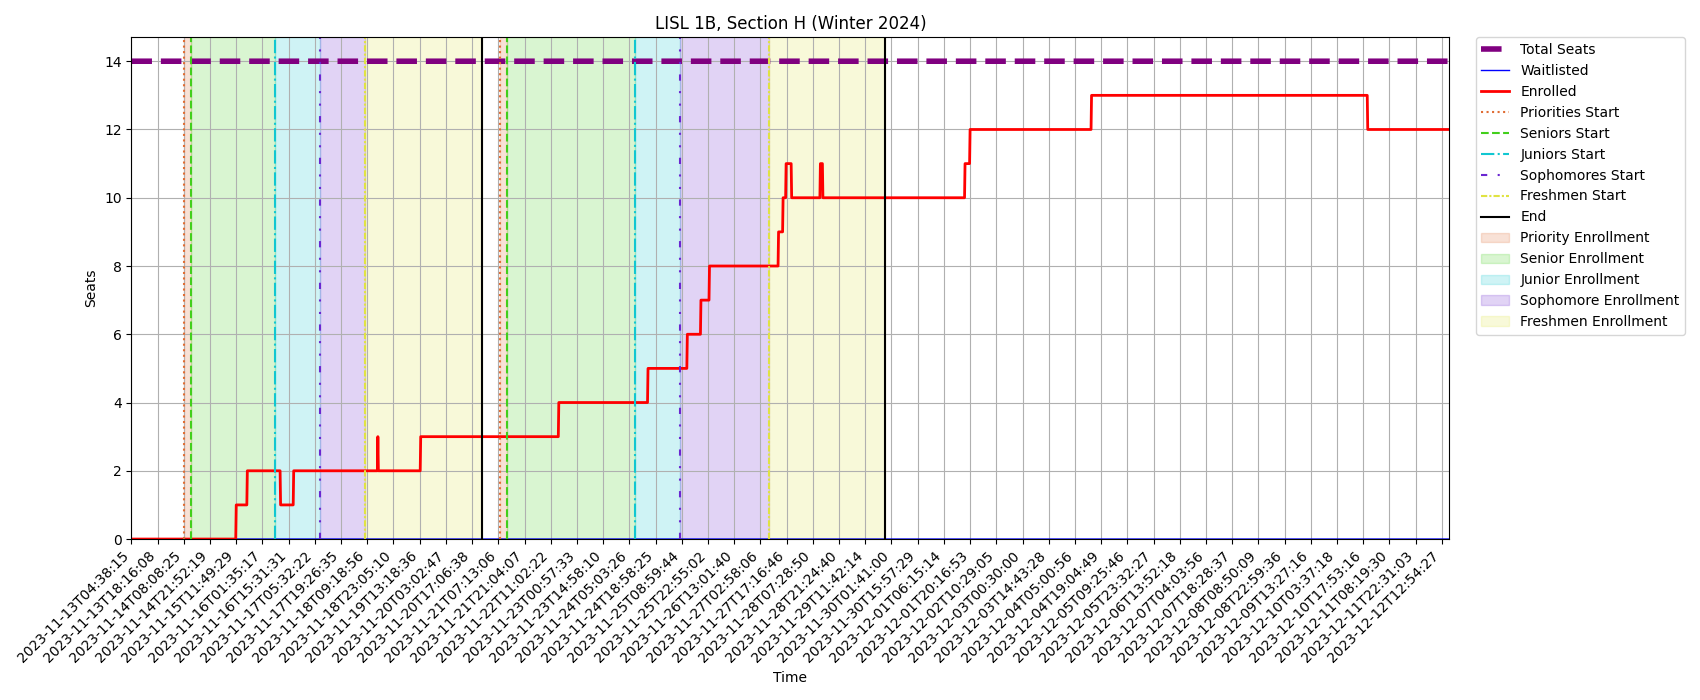 LISL 1B, Section H (Winter 2024)
Total Seats
Waitlisted
Enrolled
Priorities Start
Seniors Start
Juniors Start
Sophomores Start
Freshmen Start
End
Priority Enrollment
Senior Enrollment
Junior Enrollment
Sophomore Enrollment
Freshmen Enrollment
Seats
14
12
10
8
6
4
2
0
2023-11-13T04:38:15
2023-11-13T18:16:08
2023-11-14T08:08:25
2023-11-14T21:52:19
2023-11-15T11:49:29
2023-11-16T01:35:17
2023-11-16T15:31:31
2023-11-17T05:32:22
2023-11-17T19:26:35
2023-11-18T09:18:56
2023-11-18T23:05:10
2023-11-19T13:18:36
2023-11-20T03:02:47
2023-11-20T17:06:38
2023-11-21T07:13:06
2023-11-21T21:04:07
2023-11-22T11:02:22
2023-11-23T00:57:33
2023-11-23T14:58:10
2023-11-24T05:03:26
2023-11-24T18:58:25
2023-11-25T08:59:44
2023-11-25T22:55:02
2023-11-26T13:01:40
2023-11-27T02:58:06
2023-11-27T17:16:46
2023-11-28T07:28:50
2023-11-28T21:24:40
2023-11-29T11:42:14
2023-11-30T01:41:00
2023-11-30T15:57:29
2023-12-01T06:15:14
2023-12-01T20:16:53
2023-12-02T10:29:05
2023-12-03T00:30:00
2023-12-03T14:43:28
2023-12-04T05:00:56
2023-12-04T19:04:49
2023-12-05T09:25:46
2023-12-05T23:32:27
2023-12-06T13:52:18
2023-12-07T04:03:56
2023-12-07T18:28:37
2023-12-08T08:50:09
2023-12-08T22:59:36
2023-12-09T13:27:16
2023-12-10T03:37:18
2023-12-10T17:53:16
2023-12-11T08:19:30
2023-12-11T22:31:03
2023-12-12T12:54:27
Time